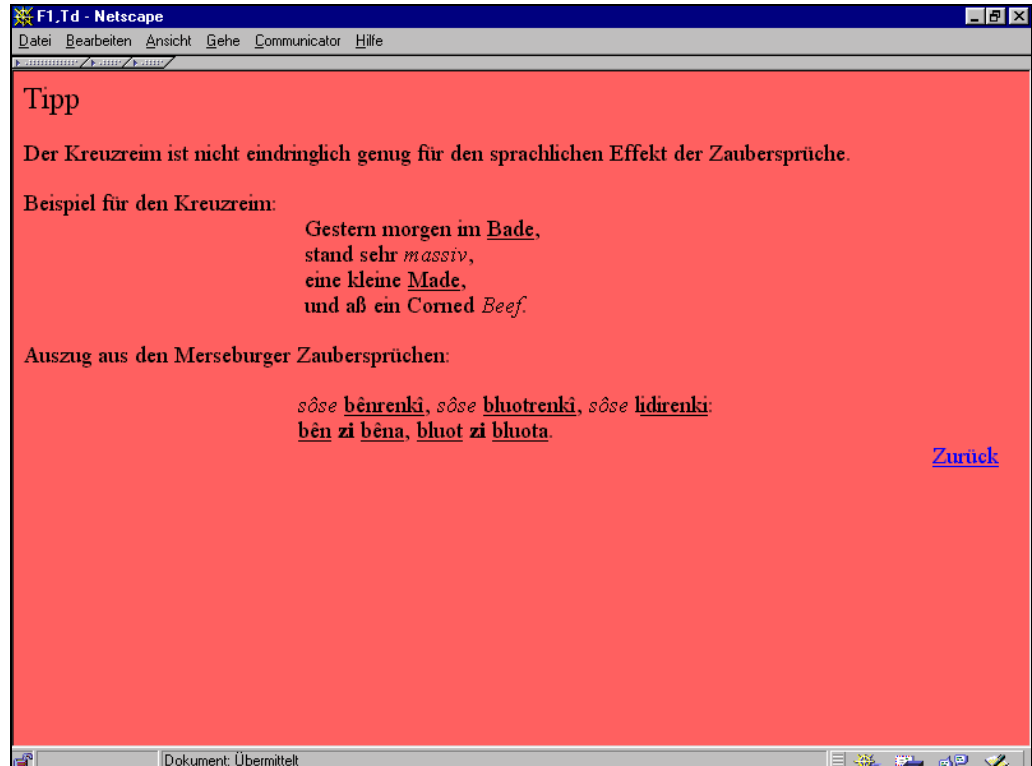 F1,Td - Netscape
Datei Bearbeiten Ansicht Gehe Communicator Hilfe
Tipp
Der Kreuzreim ist nicht eindringlich genug für den sprachlichen Effekt der Zaubersprüche.
Beispiel für den Kreuzreim:
Gestern morgen im Bade,
stand sehr massiv,
eine kleine Made,
und aß ein Corned Beef.
Auszug aus den Merseburger Zaubersprüchen:
sôse bênrenkî, sôse bluotrenkî, sôse lidirenki:
bên zi bêna, bluot zi bluota.
Zurück
Dokument: Übermittelt